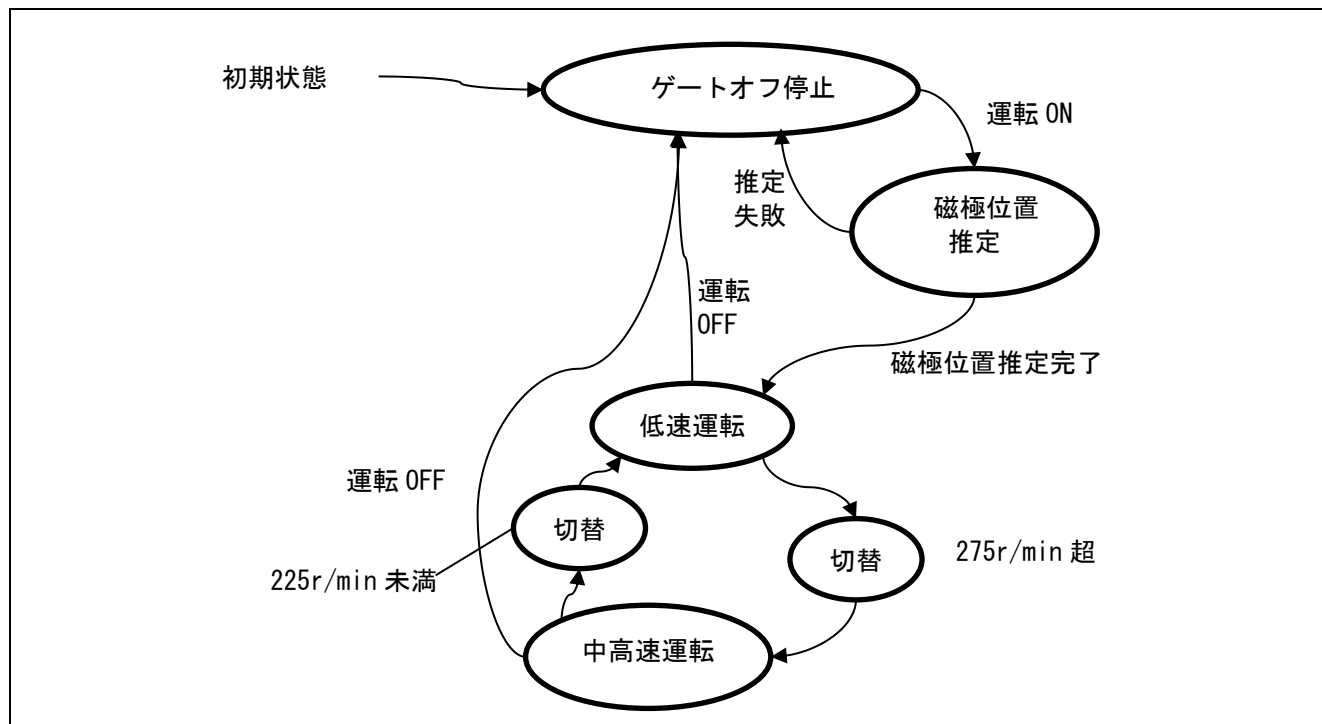 初期状態
ゲートオフ停止
運転 ON
推定
失敗
磁極位置
推定
運転
OFF
磁極位置推定完了
低速運転
運転 OFF
切替
切替
275r/min 超
225r/min 未満
中高速運転